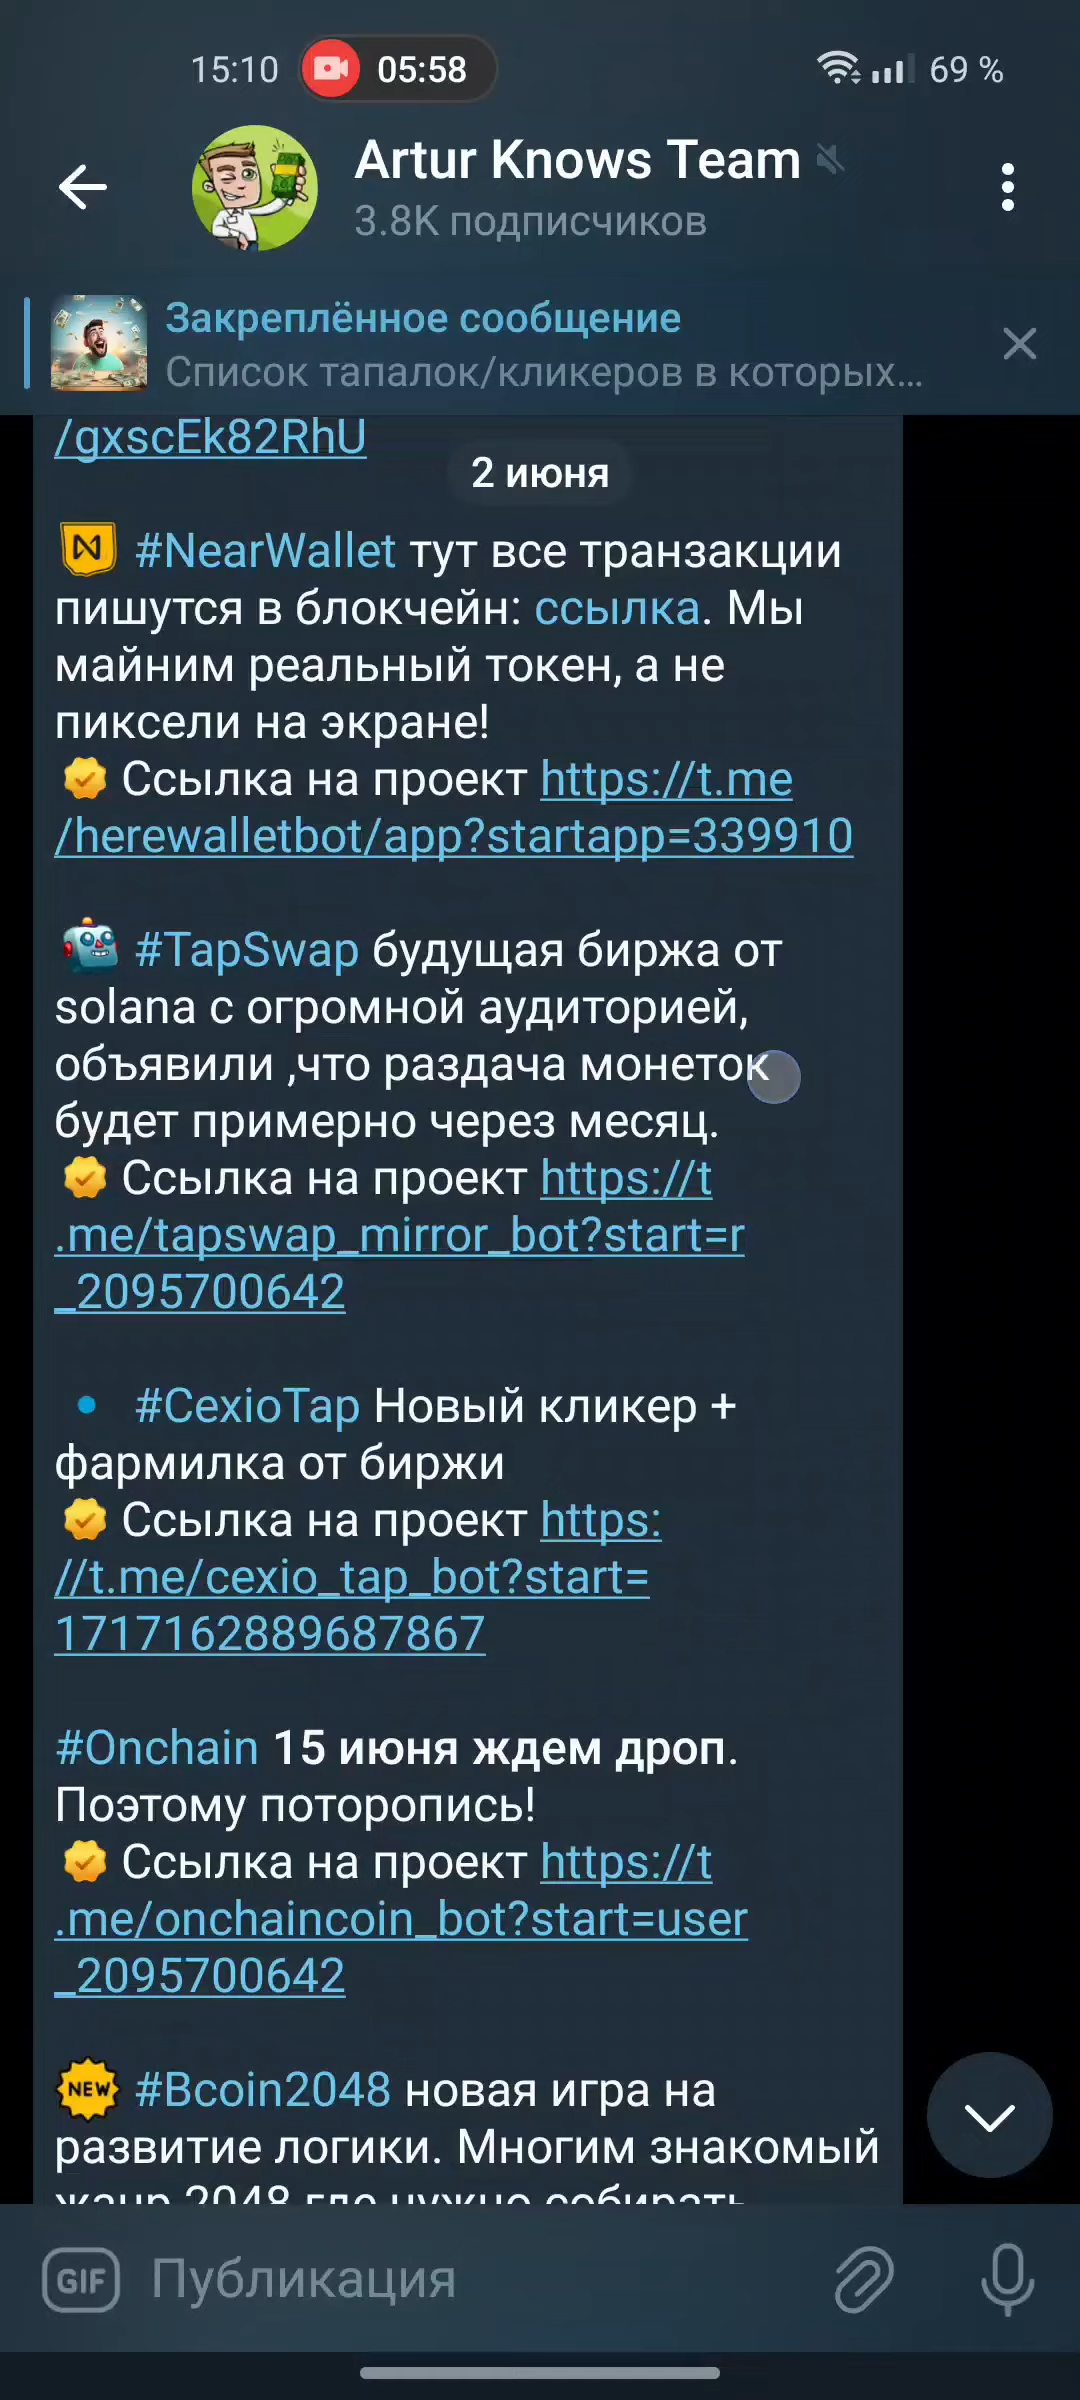 15:10
05:58
69 %
Artur Knows Team
3.8K подписчиков
Закреплённое сообщение
Список тапалок/кликеров в которых...
/gxscEk82RhU
2 июня
#NearWallet тут все транзакции
пишутся в блокчейн: ссылка. Мы
майним реальный токен, а не
пиксели на экране!
Ссылка на проект https://t.me
/herewalletbot/app?startapp=339910
#TapSwap будущая биржа от
solana с огромной аудиторией,
объявили ,что раздача монеток
будет примерно через месяц.
Ссылка на проект https://t
.me/tapswap_mirror_bot?start=r
_2095700642
#CexioTap Новый кликер +
фармилка от биржи
Ссылка на проект https:
//t.me/cexio_tap_bot?start=
1717162889687867
#Onchain 15 июня ждем дроп.
Поэтому поторопись!
Ссылка на проект https://t
.me/onchaincoin_bot?start=user
_2095700642
NEW #Bcoin2048 новая игра на
развитие логики. Многим знакомый
жанр 2048 где нужно собирать
GIF Публикация